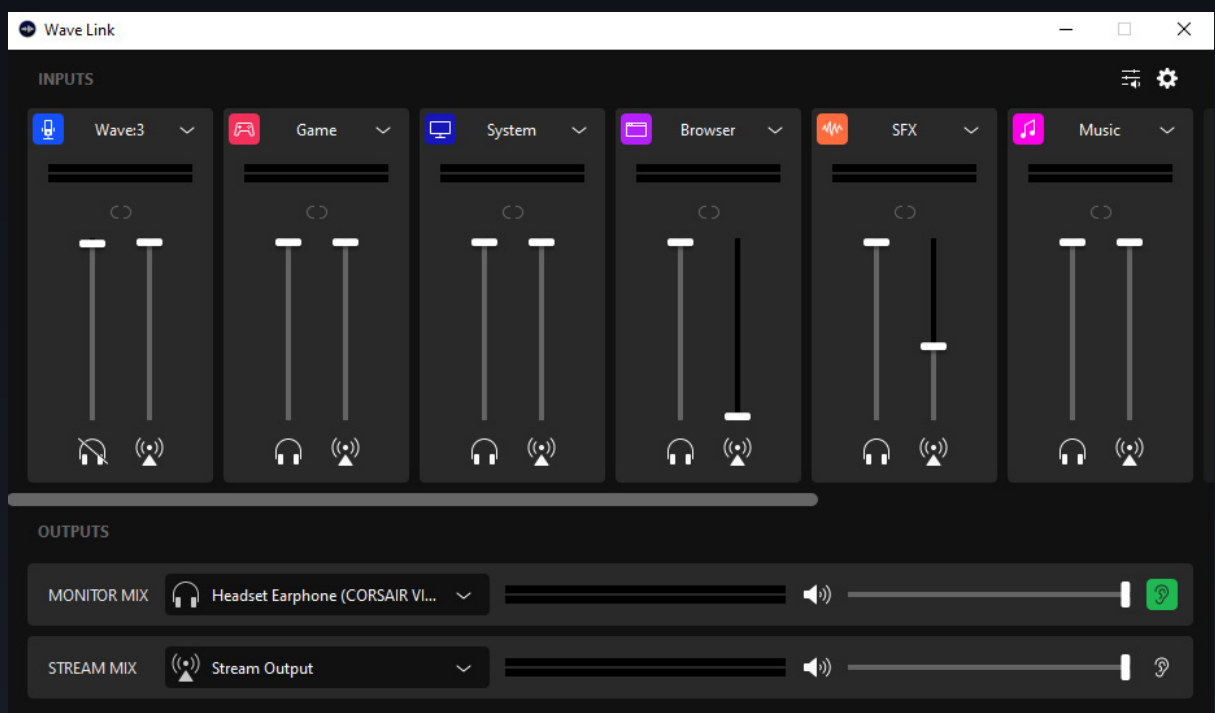 Wave Link
INPUTS
Wave:3
Game
System
Browser
SFX
Music
OUTPUTS
MONITOR MIX
Headset Earphone (CORSAIR VI...
STREAM MIX
Stream Output